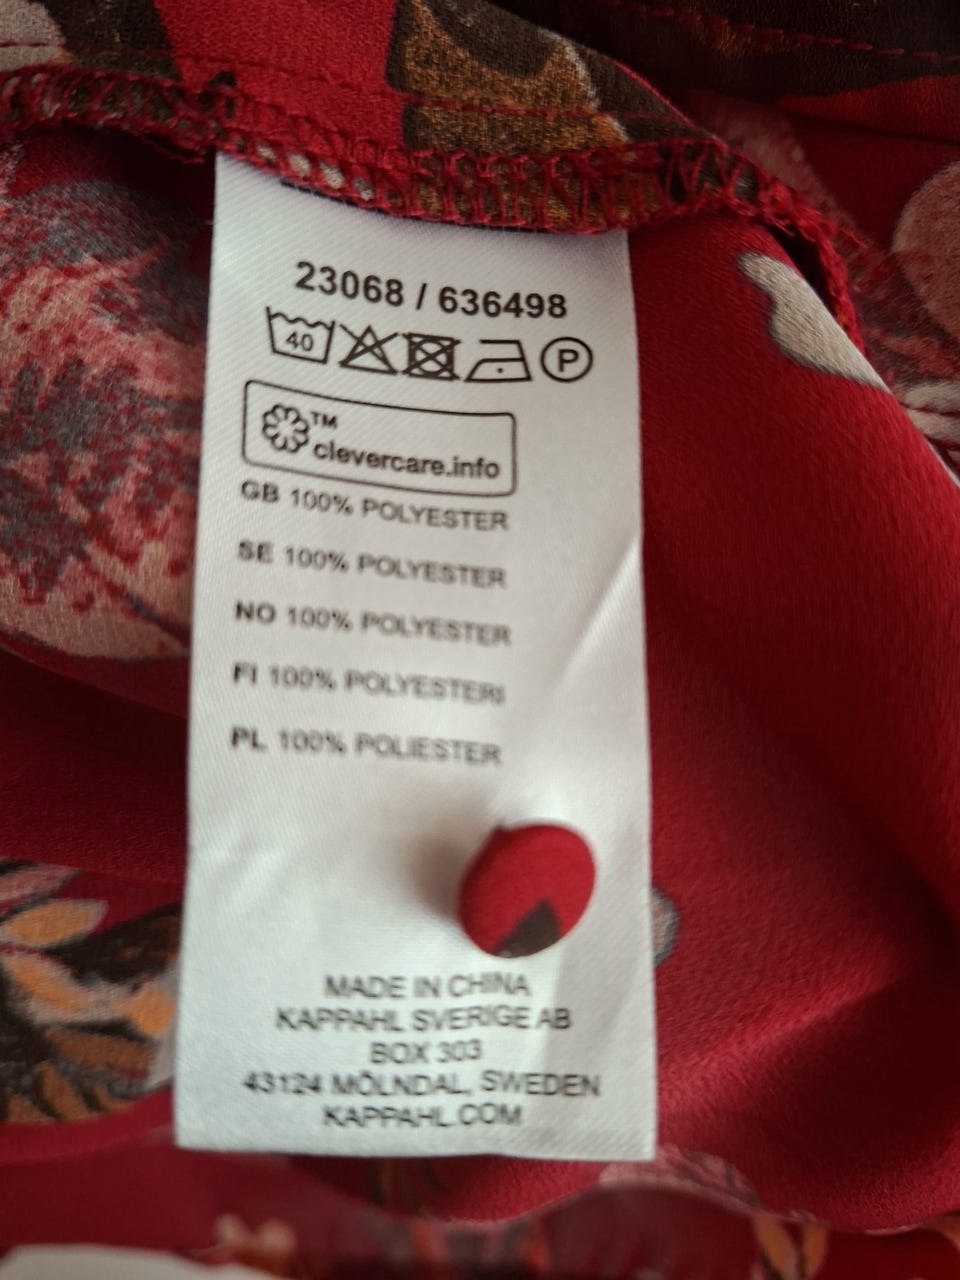 23068 / 636498
40 P
TM
clevercare.info
GB 100% POLYESTER
SE 100% POLYESTER
NO 100% POLYESTER
FI 100% POLYESTERI
PL 100% POLIESTER
MADE IN CHINA
KAPPAHL SVERIGE AB
BOX 303
43124 MÖLNDAL, SWEDEN
KAPPAHL.COM